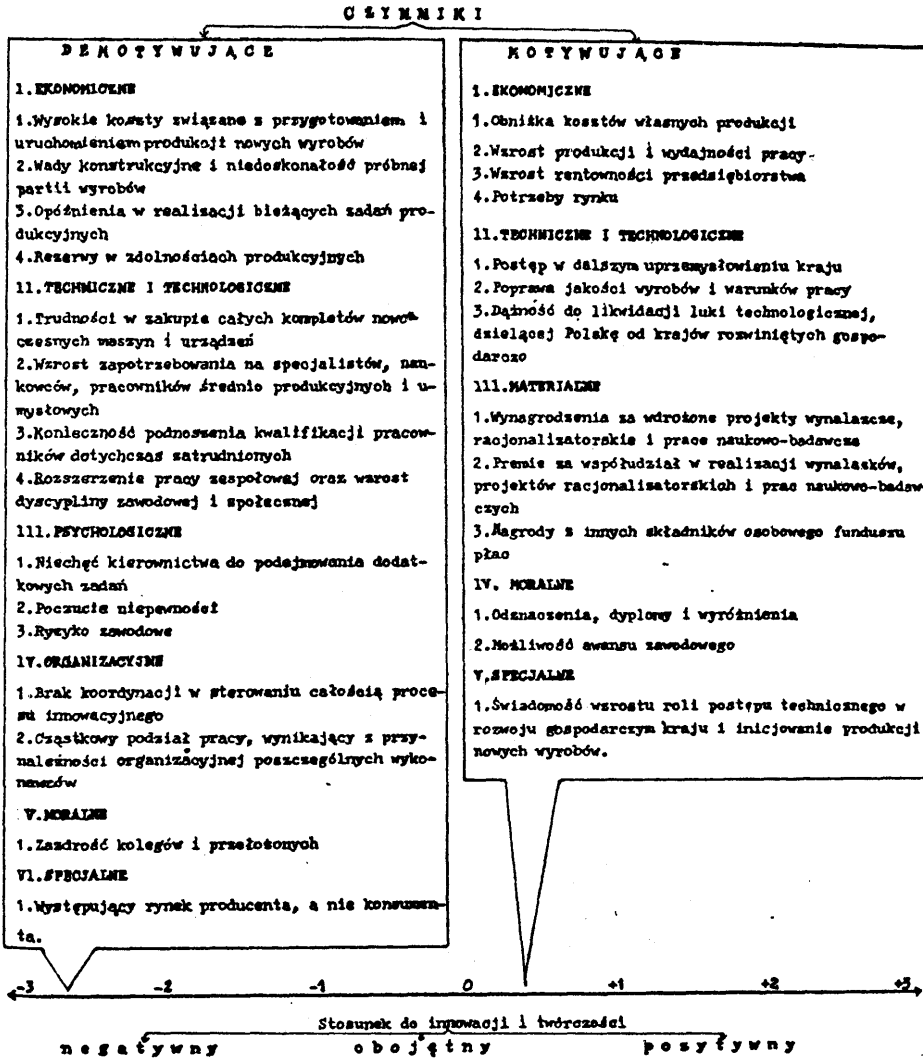 CZYNNIKI
DEMOTYWUJĄCE
I.EKONOMICZNE
1.Wysokie koszty związane z przygotowaniem i
uruchomieniem produkcji nowych wyrobów
2.Wady konstrukcyjne i niedoskonałość próbnej
partii wyrobów
3.Opóźnienia w realizacji bieżących zadań pro-
dukcyjnych
4.Rezerwy w zdolnościach produkcyjnych
II.TECHNICZNE I TECHNOLOGICZNE
1.Trudności w zakupie całych kompletów nowo-
czesnych maszyn i urządzeń
2.Wzrost zapotrzebowania na specjalistów, nau-
kowców, pracowników średnio produkcyjnych i u-
mysłowych
3.Konieczność podnoszenia kwalifikacji pracow-
ników dotychczas zatrudnionych
4.Rozszerzenie pracy zespołowej oraz wzrost
dyscypliny zawodowej i społecznej
III.PSYCHOLOGICZNE
1.Niechęć kierownictwa do podejmowania dodat-
kowych zadań
2.Poczucie niepewności
3.Ryzyko zawodowe
IV.ORGANIZACYJNE
1.Brak koordynacji w sterowaniu całością proce-
su innowacyjnego
2.Cząstkowy podział pracy, wynikający z przy-
należności organizacyjnej poszczególnych wyko-
nawców
V.MORALNE
1.Zazdrość kolegów i przełożonych
VI.SPECJALNE
1.Występujący rynek producenta, a nie konsumen-
ta.
MOTYWUJĄCE
I.EKONOMICZNE
1.Obniżka kosztów własnych produkcji
2.Wzrost produkcji i wydajności pracy
3.Wzrost rentowności przedsiębiorstwa
4.Potrzeby rynku
II.TECHNICZNE I TECHNOLOGICZNE
1.Postęp w dalszym uprzemysłowieniu kraju
2.Poprawa jakości wyrobów i warunków pracy
3.Dążność do likwidacji luki technologicznej,
dzielącej Polskę od krajów rozwiniętych gospo-
darczo
III.MATERIALNE
1.Wynagrodzenia za wdrożone projekty wynalazcze,
racjonalizatorskie i prace naukowo-badawcze
2.Premie za współudział w realizacji wynalazków,
projektów racjonalizatorskich i prac naukowo-badaw
czych
3.Nagrody z innych składników osobowego funduszu
płac
IV. MORALNE
1.Odznaczenia, dyplomy i wyróżnienia
2.Możliwość awansu zawodowego
V.SPECJALNE
1.Świadomość wzrostu roli postępu technicznego w
rozwoju gospodarczym kraju i inicjowanie produkcji
nowych wyrobów.
-3 -2 -1 0 +1 +2 +3
Stosunek do innowacji i twórczości
negatywny obojętny pozytywny